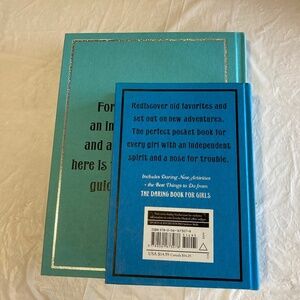 For
an in
and a
here is
gui
Rediscover old favorites and
set out on new adventures.
The perfect pocket book for
every girl with an independent
spirit and a nose for trouble.
Includes Daring New Activities
+ the Best Things to Do from
THE DARING BOOK FOR GIRLS